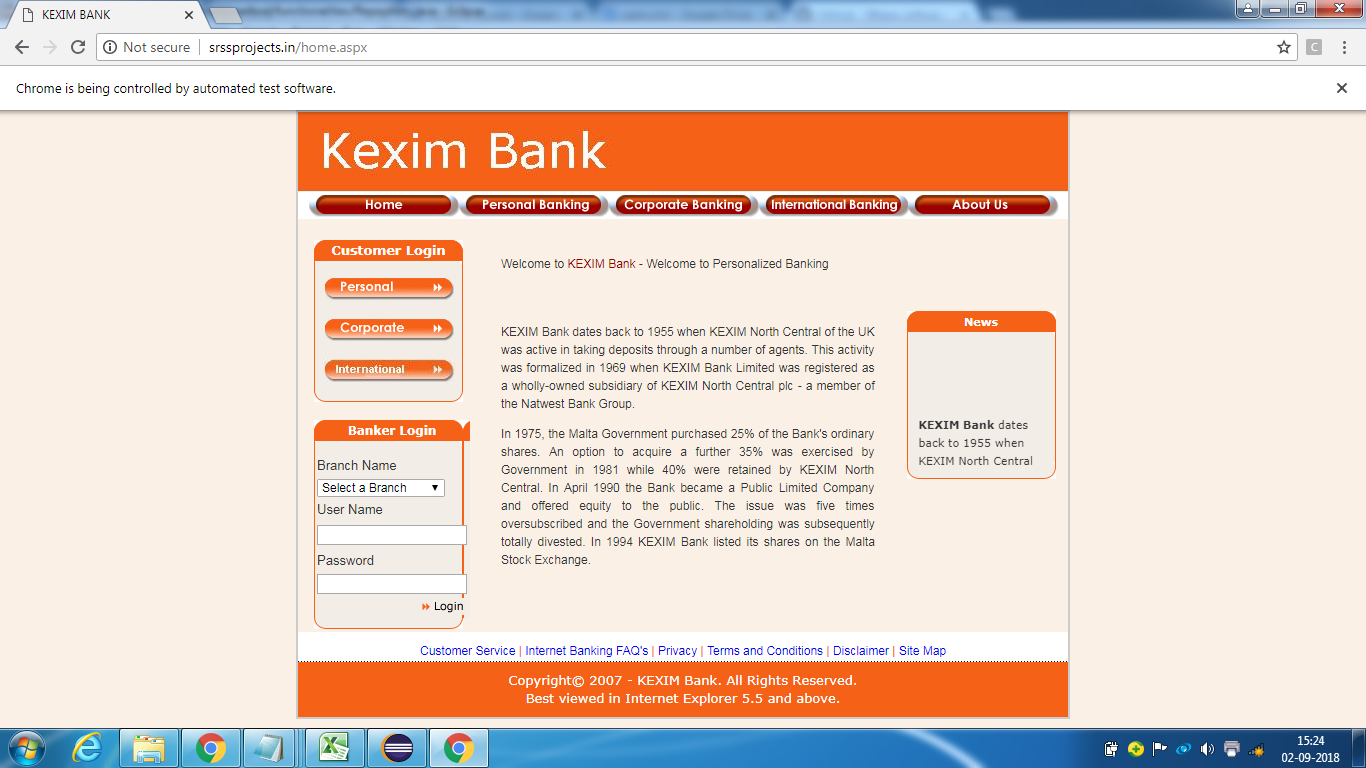 KEXIM BANK
Not secure
srssprojects.in/home.aspx
C
Chrome is being controlled by automated test software.
Kexim Bank
Home
Personal Banking
Corporate Banking
International Banking
About Us
Customer Login
Personal
Corporate
International
Banker Login
Branch Name
Select a Branch
User Name
Password
Login
Welcome to KEXIM Bank - Welcome to Personalized Banking
KEXIM Bank dates back to 1955 when KEXIM North Central of the UK
was active in taking deposits through a number of agents. This activity
was formalized in 1969 when KEXIM Bank Limited was registered as
a wholly-owned subsidiary of KEXIM North Central plc - a member of
the Natwest Bank Group.
In 1975, the Malta Government purchased 25% of the Bank's ordinary
shares. An option to acquire a further 35% was exercised by
Government in 1981 while 40% were retained by KEXIM North
Central. In April 1990 the Bank became a Public Limited Company
and offered equity to the public. The issue was five times
oversubscribed and the Government shareholding was subsequently
totally divested. In 1994 KEXIM Bank listed its shares on the Malta
Stock Exchange.
News
KEXIM Bank dates
back to 1955 when
KEXIM North Central
Customer Service | Internet Banking FAQ's | Privacy | Terms and Conditions | Disclaimer | Site Map
Copyright© 2007 - KEXIM Bank. All Rights Reserved.
Best viewed in Internet Explorer 5.5 and above.
15:24
02-09-2018